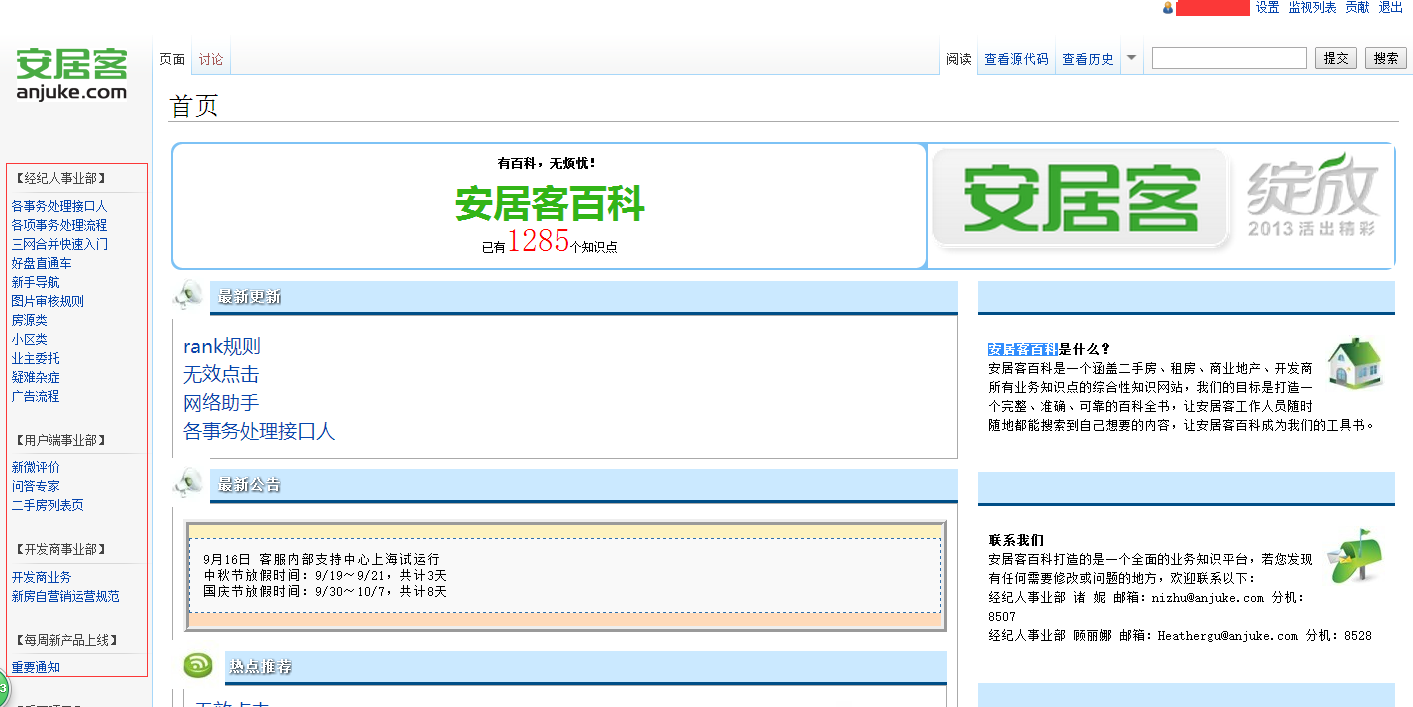 设置 监视列表 贡献 退出
安居客
anjuke.com
页面 讨论
阅读 查看源代码 查看历史
提交 搜索
首页
【经纪人事业部】
各事务处理接口人
各项事务处理流程
三网合并快速入门
好盘直通车
新手导航
图片审核规则
房源类
小区类
业主委托
疑难杂症
广告流程
【用户端事业部】
新微评价
问答专家
二手房列表页
【开发商事业部】
开发商业务
新房自营销运营规范
【每周新产品上线】
重要通知
3
有百科，无烦忧!
安居客百科
已有1285个知识点
安居客
绽放
2013 活出精彩
最新更新
rank规则
无效点击
网络助手
各事务处理接口人
最新公告
9月16日 客服内部支持中心上海试运行
中秋节放假时间：9/19～9/21，共计3天
国庆节放假时间：9/30～10/7，共计8天
热点推荐
无效点击
安居客百科是什么？
安居客百科是一个涵盖二手房、租房、商业地产、开发商
所有业务知识点的综合性知识网站，我们的目标是打造一
个完整、准确、可靠的百科全书，让安居客工作人员随时
随地都能搜索到自己想要的内容，让安居客百科成为我们的工具书。
联系我们
安居客百科打造的是一个全面的业务知识平台，若您发现
有任何需要修改或问题的地方，欢迎联系以下：
经纪人事业部 诸 妮 邮箱：nizhu@anjuke.com 分机：
8507
经纪人事业部 顾丽娜 邮箱：Heathergu@anjuke.com 分机：8528